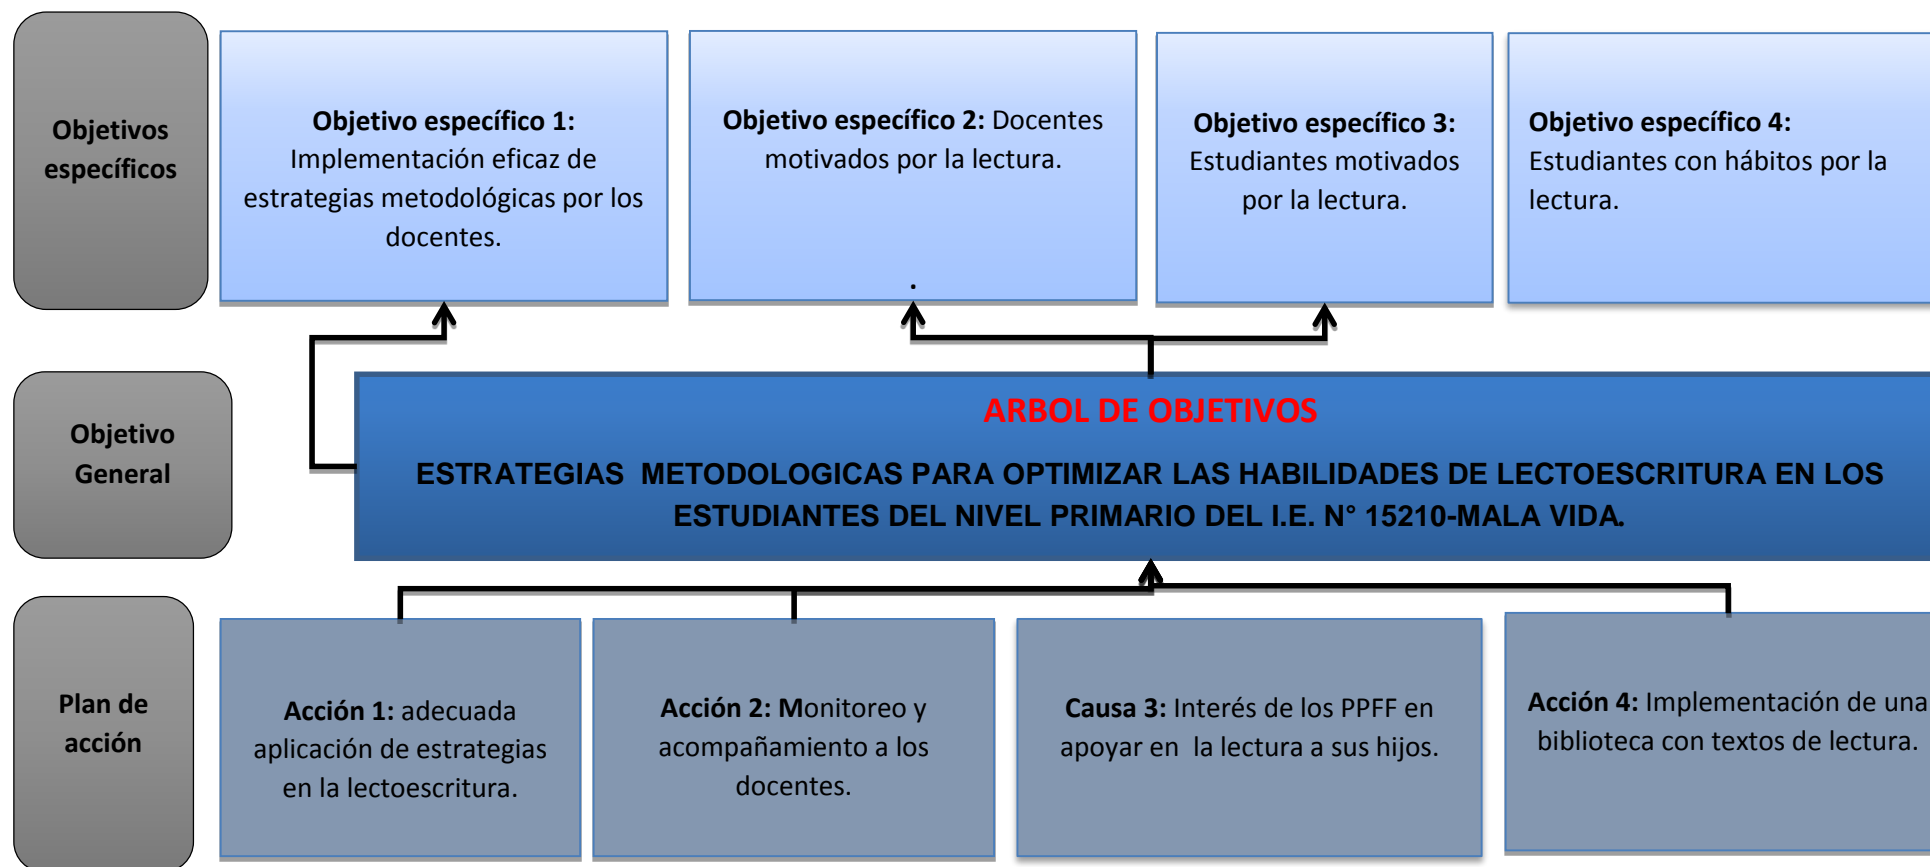 Objetivos
específicos
Objetivo específico 1:
Implementación eficaz de
estrategias metodológicas por los
docentes.
Objetivo específico 2: Docentes
motivados por la lectura.
.
Objetivo específico 3:
Estudiantes motivados
por la lectura.
Objetivo específico 4:
Estudiantes con hábitos por la
lectura.
Objetivo
General
ARBOL DE OBJETIVOS
ESTRATEGIAS METODOLOGICAS PARA OPTIMIZAR LAS HABILIDADES DE LECTOESCRITURA EN LOS
ESTUDIANTES DEL NIVEL PRIMARIO DEL I.E. N° 15210-MALA VIDA.
Plan de
acción
Acción 1: adecuada
aplicación de estrategias
en la lectoescritura.
Acción 2: Monitoreo y
acompañamiento a los
docentes.
Causa 3: Interés de los PPFF en
apoyar en la lectura a sus hijos.
Acción 4: Implementación de una
biblioteca con textos de lectura.